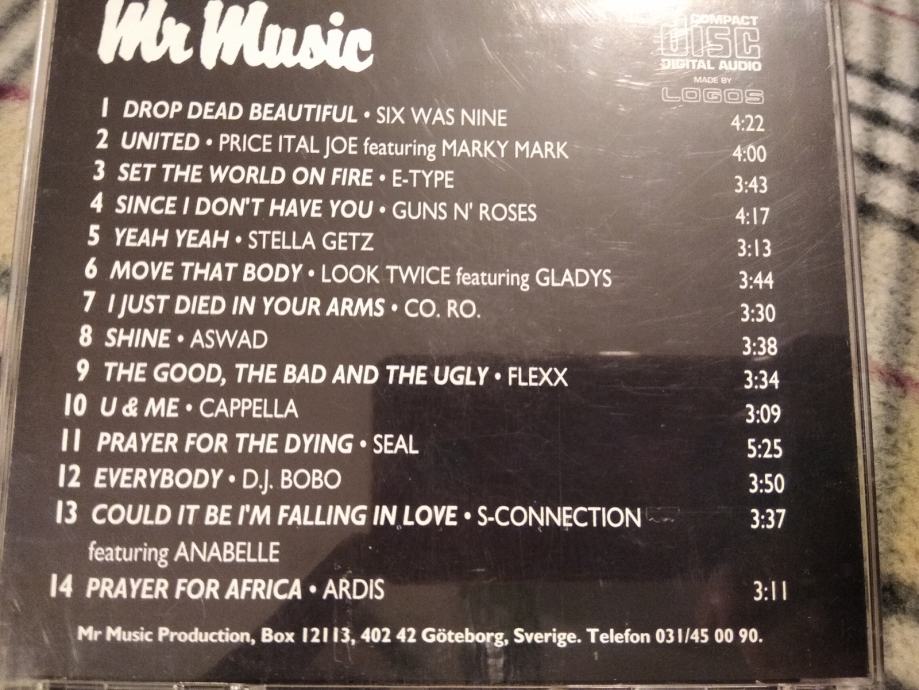 Mr Music
COMPACT
disc
DIGITAL AUDIO
MADE BY
LOGOS
1 DROP DEAD BEAUTIFUL • SIX WAS NINE 4:22
2 UNITED • PRICE ITAL JOE featuring MARKY MARK 4:00
3 SET THE WORLD ON FIRE • E-TYPE 3:43
4 SINCE I DON'T HAVE YOU • GUNS N' ROSES 4:17
5 YEAH YEAH • STELLA GETZ 3:13
6 MOVE THAT BODY • LOOK TWICE featuring GLADYS 3:44
7 I JUST DIED IN YOUR ARMS • CO. RO. 3:30
8 SHINE • ASWAD 3:38
9 THE GOOD, THE BAD AND THE UGLY • FLEXX 3:34
10 U & ME • CAPPELLA 3:09
11 PRAYER FOR THE DYING • SEAL 5:25
12 EVERYBODY • D.J. BOBO 3:50
13 COULD IT BE I'M FALLING IN LOVE • S-CONNECTION 3:37
featuring ANABELLE
14 PRAYER FOR AFRICA • ARDIS 3:11
Mr Music Production, Box 12113, 402 42 Göteborg, Sverige. Telefon 031/45 00 90.